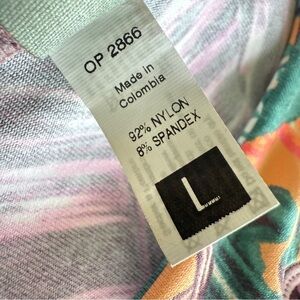 OP 2866
Made in
Colombia
92% NYLON
8% SPANDEX
L